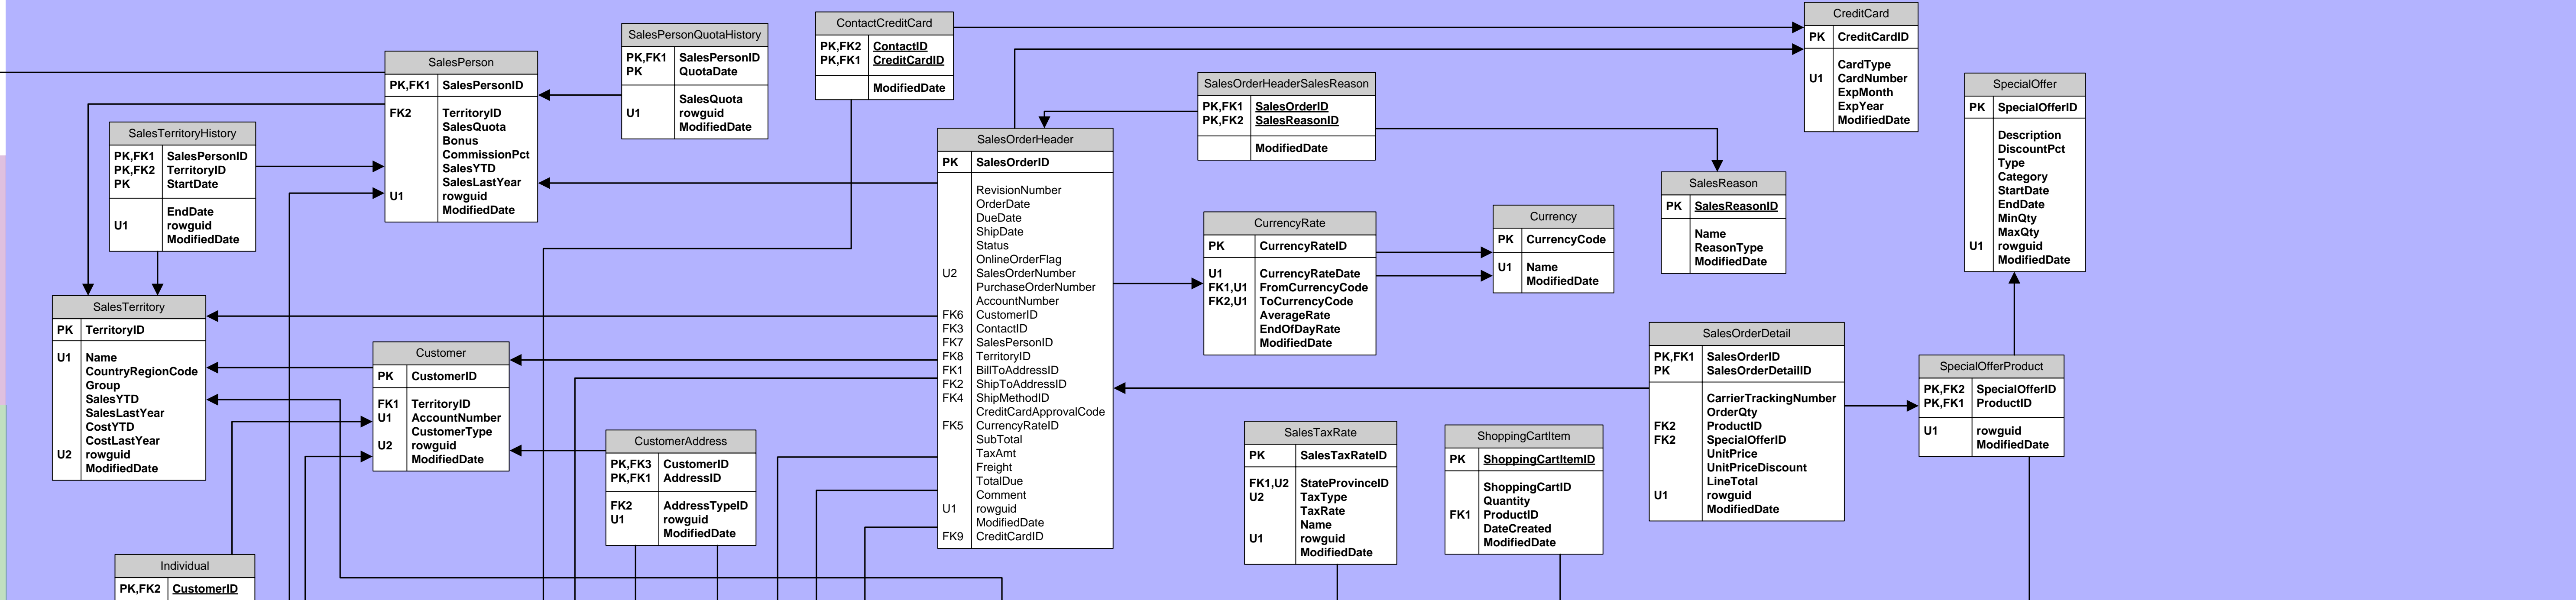 SalesPerson
PK,FK1 SalesPersonID
FK2 TerritoryID
SalesQuota
Bonus
CommissionPct
SalesYTD
SalesLastYear
U1 rowguid
ModifiedDate
SalesPersonQuotaHistory
PK,FK1 SalesPersonID
PK QuotaDate
SalesQuota
U1 rowguid
ModifiedDate
ContactCreditCard
PK,FK2 ContactID
PK,FK1 CreditCardID
ModifiedDate
CreditCard
PK CreditCardID
CardType
U1 CardNumber
ExpMonth
ExpYear
ModifiedDate
SalesOrderHeaderSalesReason
PK,FK1 SalesOrderID
PK,FK2 SalesReasonID
ModifiedDate
SpecialOffer
PK SpecialOfferID
Description
DiscountPct
Type
Category
StartDate
EndDate
MinQty
MaxQty
U1 rowguid
ModifiedDate
SalesTerritoryHistory
PK,FK1 SalesPersonID
PK,FK2 TerritoryID
PK StartDate
EndDate
U1 rowguid
ModifiedDate
SalesOrderHeader
PK SalesOrderID
RevisionNumber
OrderDate
DueDate
ShipDate
Status
OnlineOrderFlag
U2 SalesOrderNumber
PurchaseOrderNumber
AccountNumber
FK6 CustomerID
FK3 ContactID
FK7 SalesPersonID
FK8 TerritoryID
FK1 BillToAddressID
FK2 ShipToAddressID
FK4 ShipMethodID
CreditCardApprovalCode
FK5 CurrencyRateID
SubTotal
TaxAmt
Freight
TotalDue
Comment
U1 rowguid
ModifiedDate
FK9 CreditCardID
SalesReason
PK SalesReasonID
Name
ReasonType
ModifiedDate
CurrencyRate
PK CurrencyRateID
U1 CurrencyRateDate
FK1,U1 FromCurrencyCode
FK2,U1 ToCurrencyCode
AverageRate
EndOfDayRate
ModifiedDate
Currency
PK CurrencyCode
U1 Name
ModifiedDate
SalesTerritory
PK TerritoryID
U1 Name
CountryRegionCode
Group
SalesYTD
SalesLastYear
CostYTD
CostLastYear
U2 rowguid
ModifiedDate
Customer
PK CustomerID
FK1 TerritoryID
U1 AccountNumber
CustomerType
U2 rowguid
ModifiedDate
SalesOrderDetail
PK,FK1 SalesOrderID
PK SalesOrderDetailID
CarrierTrackingNumber
OrderQty
FK2 ProductID
FK2 SpecialOfferID
UnitPrice
UnitPriceDiscount
LineTotal
U1 rowguid
ModifiedDate
SpecialOfferProduct
PK,FK2 SpecialOfferID
PK,FK1 ProductID
U1 rowguid
ModifiedDate
CustomerAddress
PK,FK3 CustomerID
PK,FK1 AddressID
FK2 AddressTypeID
U1 rowguid
ModifiedDate
SalesTaxRate
PK SalesTaxRateID
FK1,U2 StateProvinceID
U2 TaxType
TaxRate
Name
U1 rowguid
ModifiedDate
ShoppingCartItem
PK ShoppingCartItemID
ShoppingCartID
Quantity
FK1 ProductID
DateCreated
ModifiedDate
Individual
PK,FK2 CustomerID